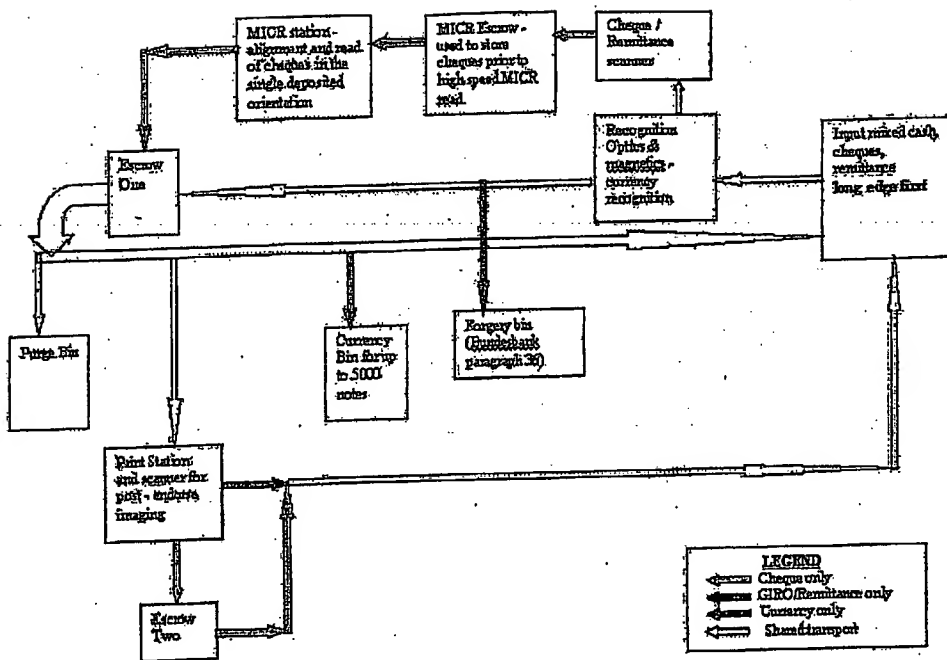 MICR station -
alignment and read
of cheques in the
single deposited
orientation
MICR Escrow -
used to store
cheques prior to
high speed MICR
read.
Cheque /
Remittance
scanners
Escrow
One
Recognition
Optics &
magnetics -
currency
recognition
Input mixed cash,
cheques,
remittance
long edge first
Purge Bin
Currency
Bin for up
to 5000
notes
Forgery bin
(Bundesbank
paragraph 36)
Print Station
and scanner for
post - endorse
imaging
Escrow
Two
LEGEND
Cheque only
GIRO/Remittance only
Currency only
Shared transport